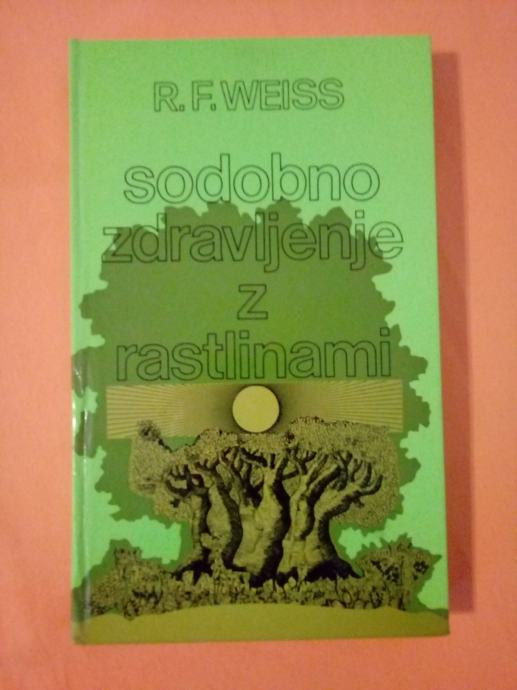 R. F. WEISS
sodobno
zdravljenje
z
rastlinami